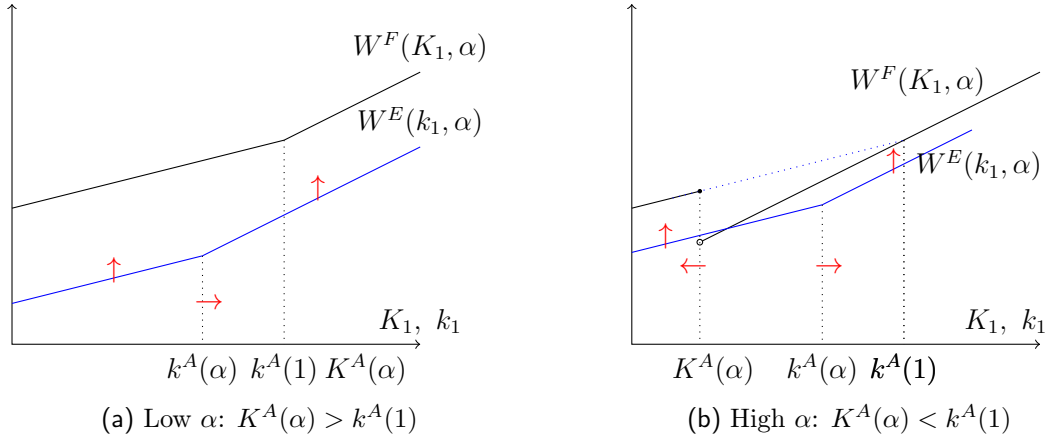 W^F(K_1, α)
W^E(k_1, α)
K_1, k_1
k^A(α) k^A(1) K^A(α)
(a) Low α: K^A(α) > k^A(1)
W^F(K_1, α)
W^E(k_1, α)
K_1, k_1
K^A(α) k^A(α) k^A(1)
(b) High α: K^A(α) < k^A(1)